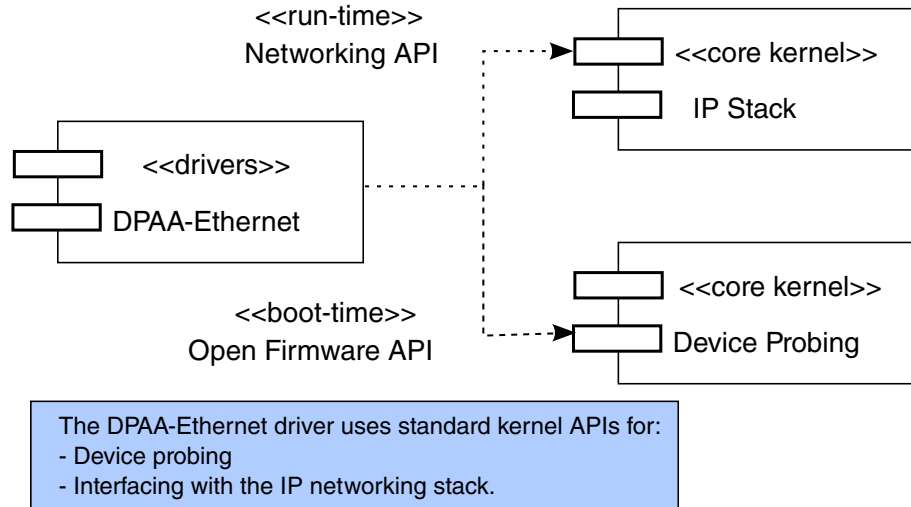 <<run-time>>
Networking API
<<core kernel>>
IP Stack
<<drivers>>
DPAA-Ethernet
<<core kernel>>
Device Probing
<<boot-time>>
Open Firmware API
The DPAA-Ethernet driver uses standard kernel APIs for:
- Device probing
- Interfacing with the IP networking stack.